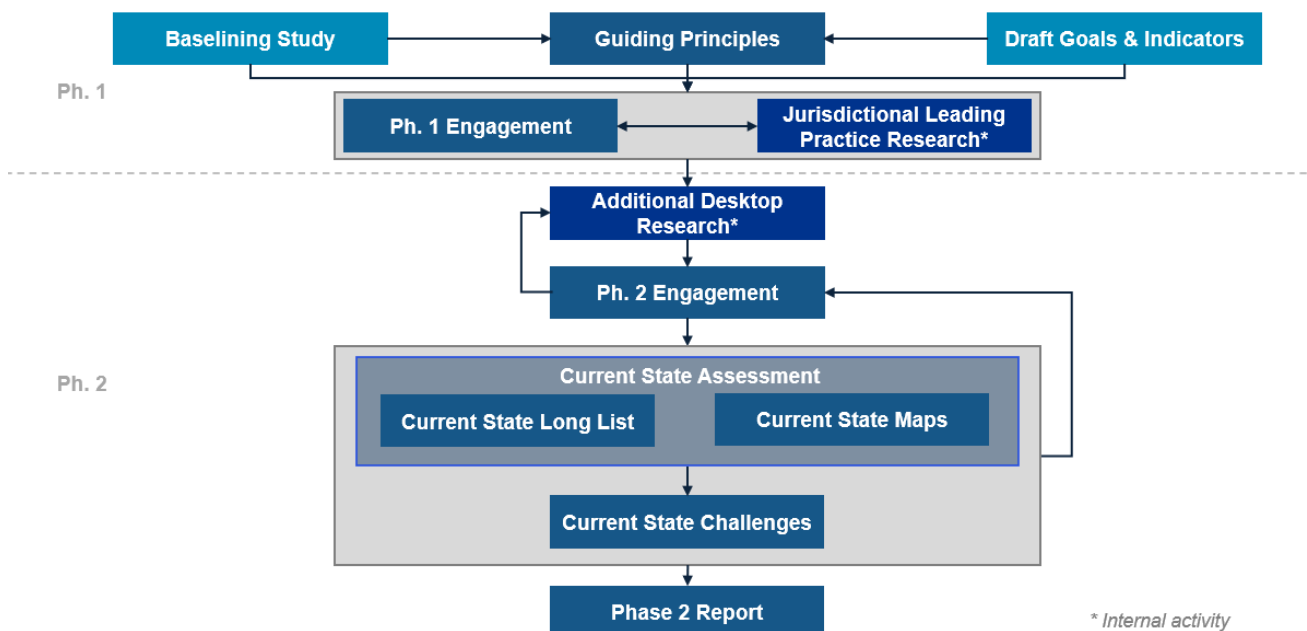 Baselining Study
Guiding Principles
Draft Goals & Indicators
Ph. 1
Ph. 1 Engagement
Jurisdictional Leading
Practice Research*
Additional Desktop
Research*
Ph. 2 Engagement
Ph. 2
Current State Assessment
Current State Long List
Current State Maps
Current State Challenges
Phase 2 Report
* Internal activity